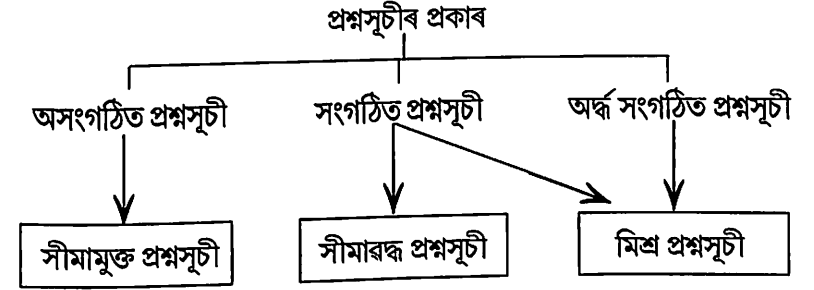 প্ৰশ্নসূচীৰ প্ৰকাৰ
অসংগঠিত প্ৰশ্নসূচী সংগঠিত প্ৰশ্নসূচী অৰ্দ্ধ সংগঠিত প্ৰশ্নসূচী
সীমামুক্ত প্ৰশ্নসূচী সীমাৱদ্ধ প্ৰশ্নসূচী মিশ্ৰ প্ৰশ্নসূচী